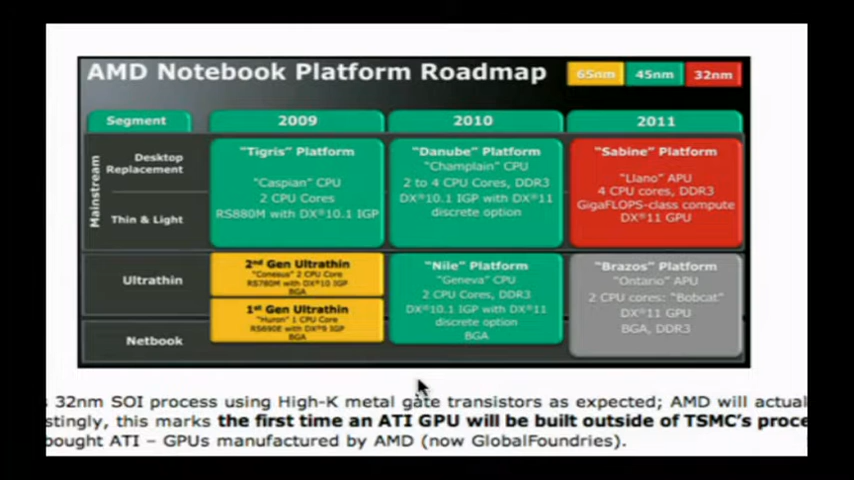 AMD Notebook Platform Roadmap
65nm 45nm 32nm
Segment 2009 2010 2011
Mainstream
Desktop
Replacement
Thin & Light
"Tigris" Platform
"Caspian" CPU
2 CPU Cores
RS880M with DX®10.1 IGP
"Danube" Platform
"Champlain" CPU
2 to 4 CPU Cores, DDR3
DX®10.1 IGP with DX®11
discrete option
"Sabine" Platform
"Llano" APU
4 CPU cores, DDR3
GigaFLOPS-class compute
DX®11 GPU
Ultrathin
Netbook
2nd Gen Ultrathin
"Conesus" 2 CPU Core
RS780M with DX®10 IGP
BGA
1st Gen Ultrathin
"Huron" 1 CPU Core
RS690E with DX®9 IGP
BGA
"Nile" Platform
"Geneva" CPU
2 CPU Cores, DDR3
DX®10.1 IGP with DX®11
discrete option
BGA
"Brazos" Platform
"Ontario" APU
2 CPU cores: "Bobcat"
DX®11 GPU
BGA, DDR3
s 32nm SOI process using High-K metal gate transistors as expected; AMD will actual
stingly, this marks the first time an ATI GPU will be built outside of TSMC's proce
bought ATI – GPUs manufactured by AMD (now GlobalFoundries).